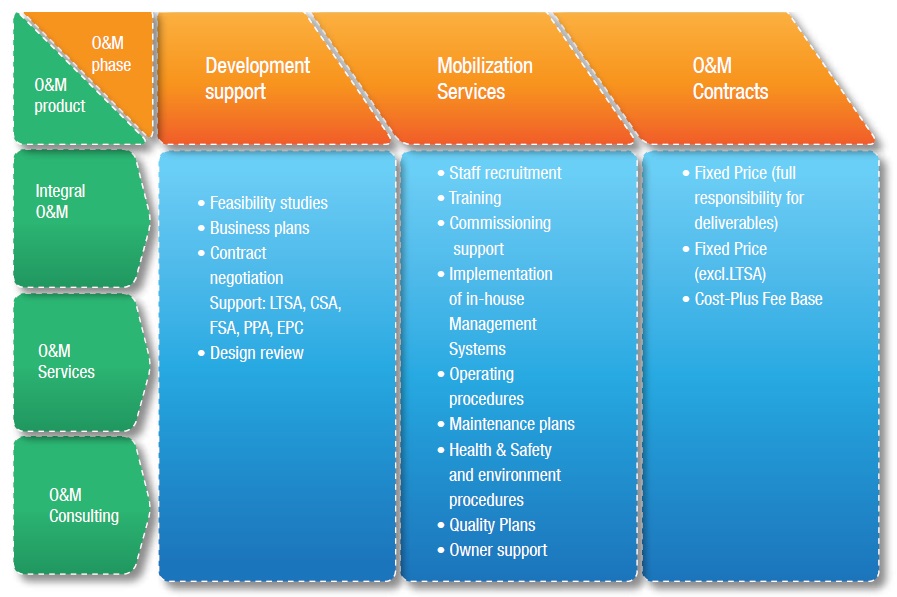 O&M
phase
O&M
product
Development
support
Mobilization
Services
O&M
Contracts
Integral
O&M
O&M
Services
O&M
Consulting
• Feasibility studies
• Business plans
• Contract
negotiation
Support: LTSA, CSA,
FSA, PPA, EPC
• Design review
• Staff recruitment
• Training
• Commissioning
support
• Implementation
of in-house
Management
Systems
• Operating
procedures
• Maintenance plans
• Health & Safety
and environment
procedures
• Quality Plans
• Owner support
• Fixed Price (full
responsibility for
deliverables)
• Fixed Price
(excl.LTSA)
• Cost-Plus Fee Base